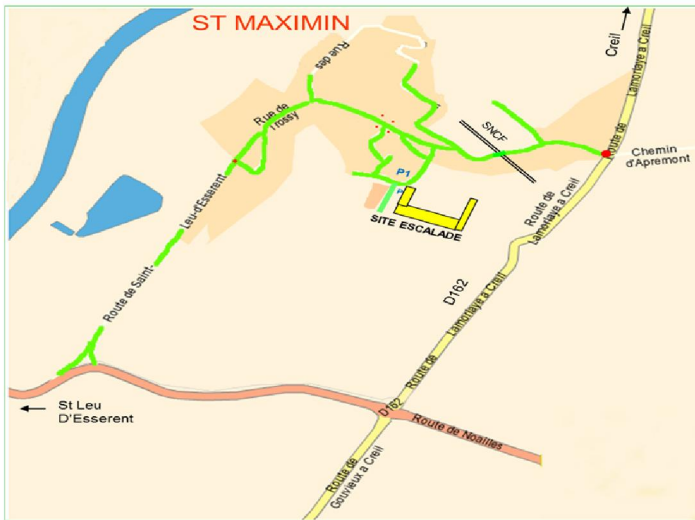 ST MAXIMIN
Creil
Rue des
Lamorlaye a Creil
Rue de
Trossy
SNCF
Route de
Chemin
d'Apremont
P1
Leu-d'Esserent
SITE ESCALADE
Route de
Lamorlaye a Creil
Route de Saint-
D162
Lamorlaye a Creil
Route de
St Leu
D'Esserent
D162
Route de Noailles
Route de
Gouvieux a Creil